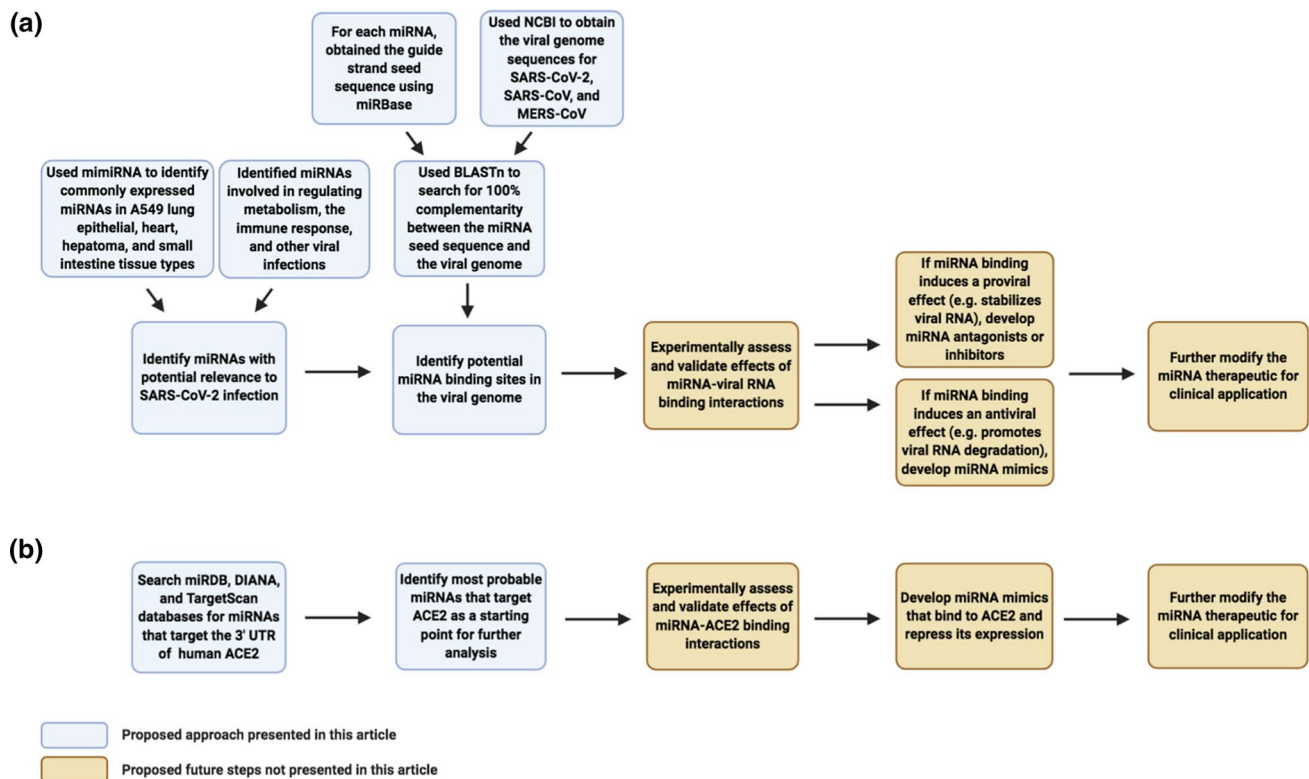 (a)
For each miRNA,
obtained the guide
strand seed
sequence using
miRBase
Used NCBI to obtain
the viral genome
sequences for
SARS-CoV-2,
SARS-CoV, and
MERS-CoV
Used mimiRNA to identify
commonly expressed
miRNAs in A549 lung
epithelial, heart,
hepatoma, and small
intestine tissue types
Identified miRNAs
involved in regulating
metabolism, the
immune response,
and other viral
infections
Used BLASTn to
search for 100%
complementarity
between the miRNA
seed sequence and
the viral genome
Identify miRNAs with
potential relevance to
SARS-CoV-2 infection
Identify potential
miRNA binding sites in
the viral genome
Experimentally assess
and validate effects of
miRNA-viral RNA
binding interactions
If miRNA binding
induces a proviral
effect (e.g. stabilizes
viral RNA), develop
miRNA antagonists or
inhibitors
If miRNA binding
induces an antiviral
effect (e.g. promotes
viral RNA degradation),
develop miRNA mimics
Further modify the
miRNA therapeutic for
clinical application
(b)
Search miRDB, DIANA,
and TargetScan
databases for miRNAs
that target the 3' UTR
of human ACE2
Identify most probable
miRNAs that target
ACE2 as a starting
point for further
analysis
Experimentally assess
and validate effects of
miRNA-ACE2 binding
interactions
Develop miRNA mimics
that bind to ACE2 and
repress its expression
Further modify the
miRNA therapeutic for
clinical application
Proposed approach presented in this article
Proposed future steps not presented in this article